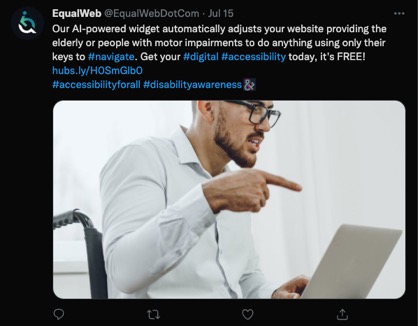 EqualWeb @EqualWebDotCom · Jul 15
Our AI-powered widget automatically adjusts your website providing the
elderly or people with motor impairments to do anything using only their
keys to #navigate. Get your #digital #accessibility today, it's FREE!
hubs.ly/H0SmGlb0
#accessibilityforall #disabilityawareness